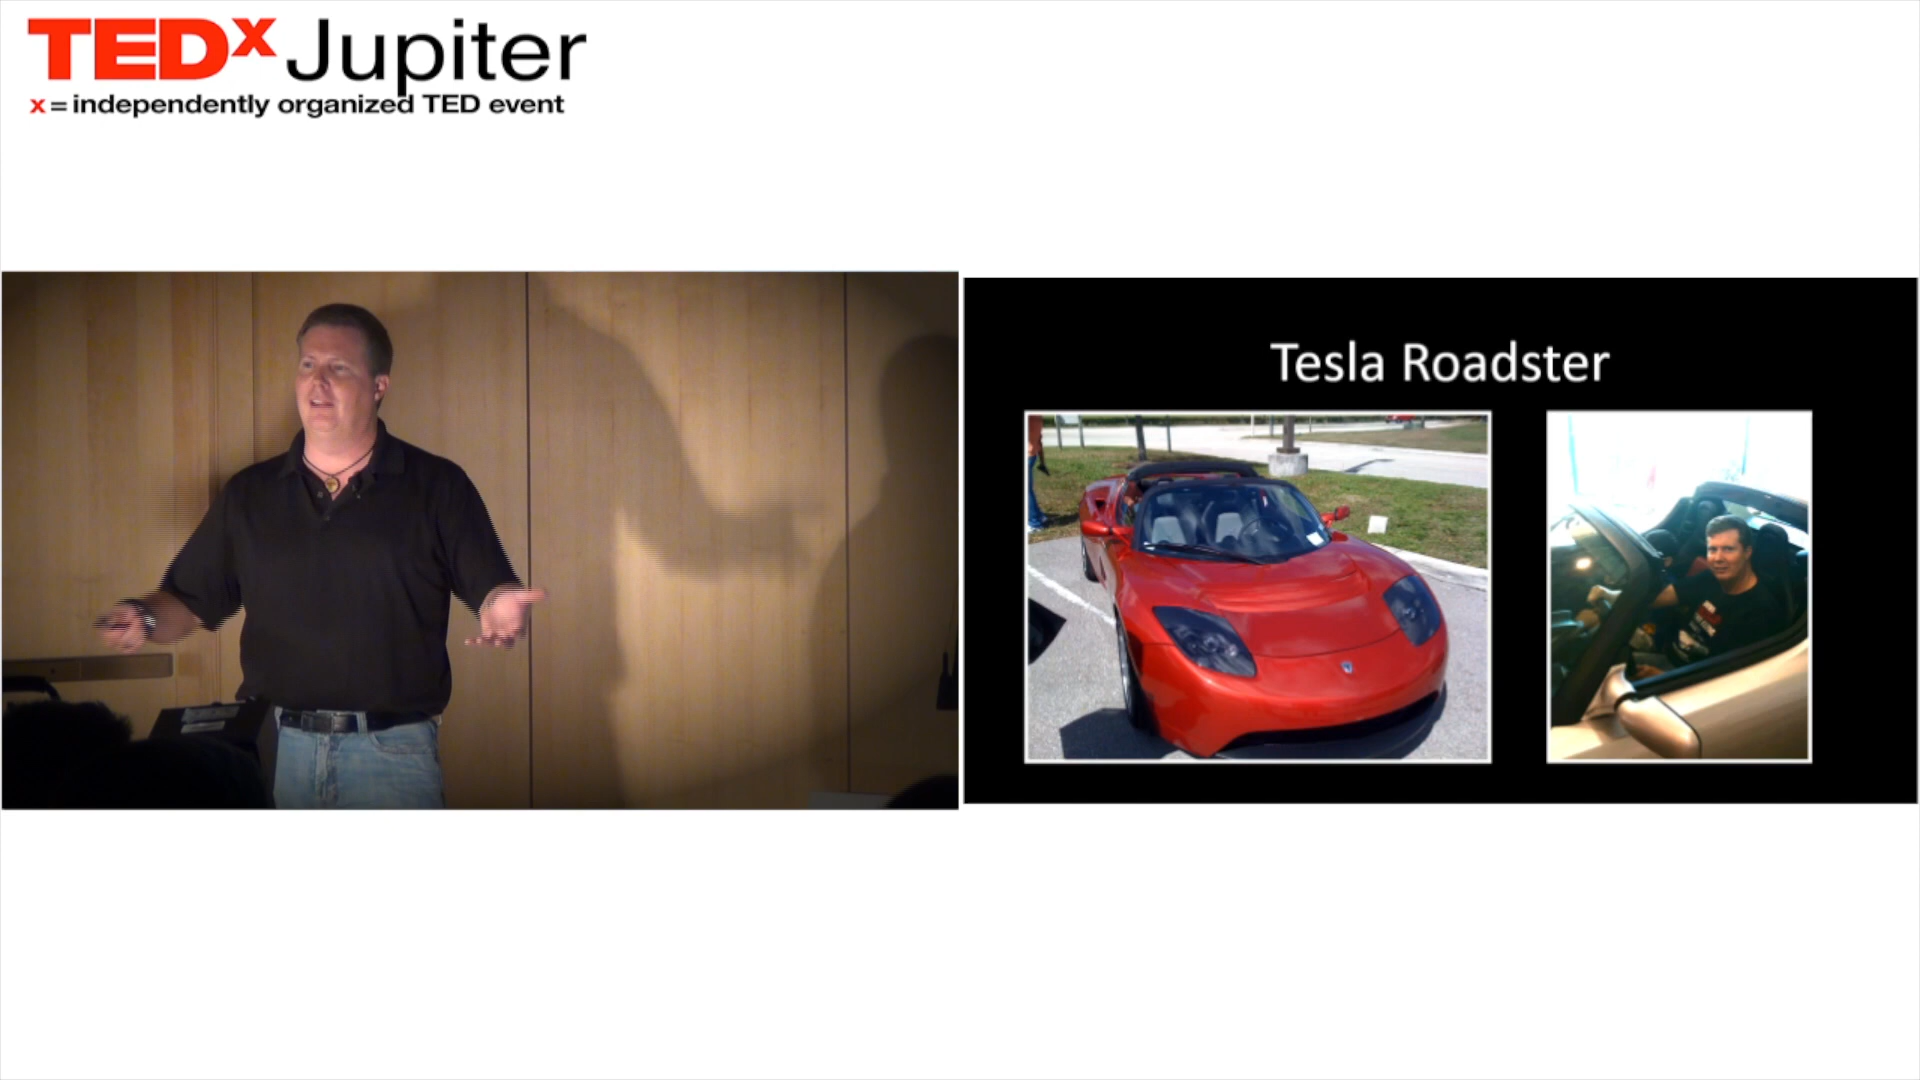 TEDx Jupiter
x = independently organized TED event
Tesla Roadster